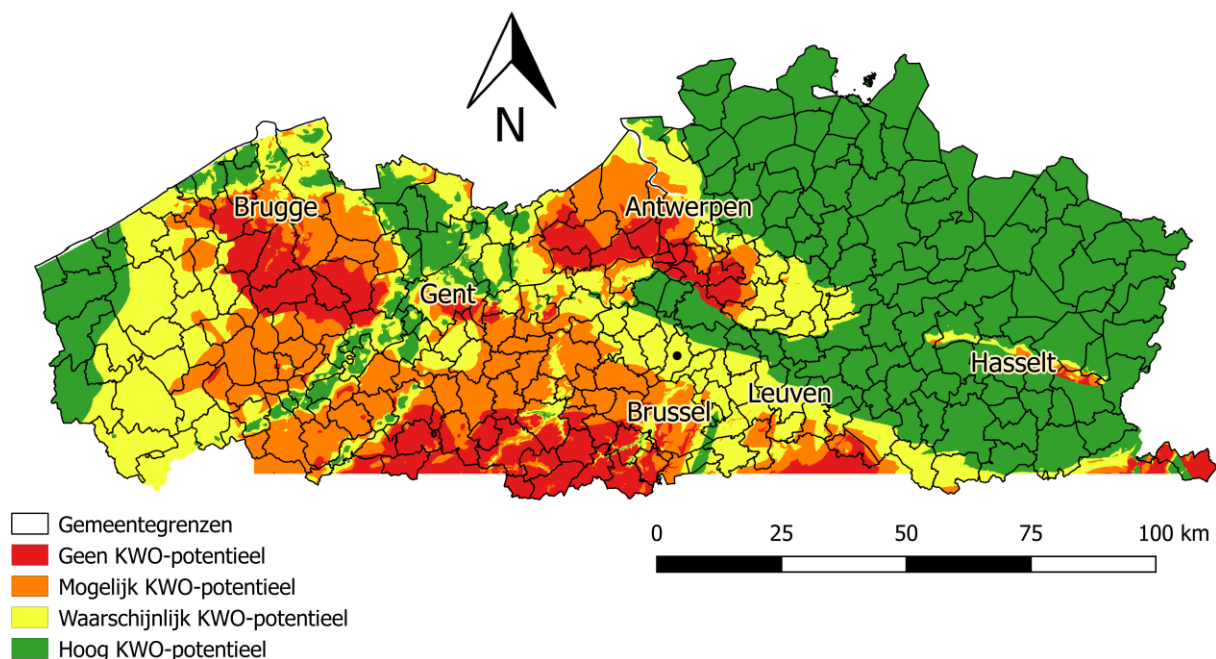 N
Brugge
Antwerpen
Gent
Hasselt
Leuven
Brussel
Gemeentegrenzen
Geen KWO-potentieel
Mogelijk KWO-potentieel
Waarschijnlijk KWO-potentieel
Hoog KWO-potentieel
0 25 50 75 100 km